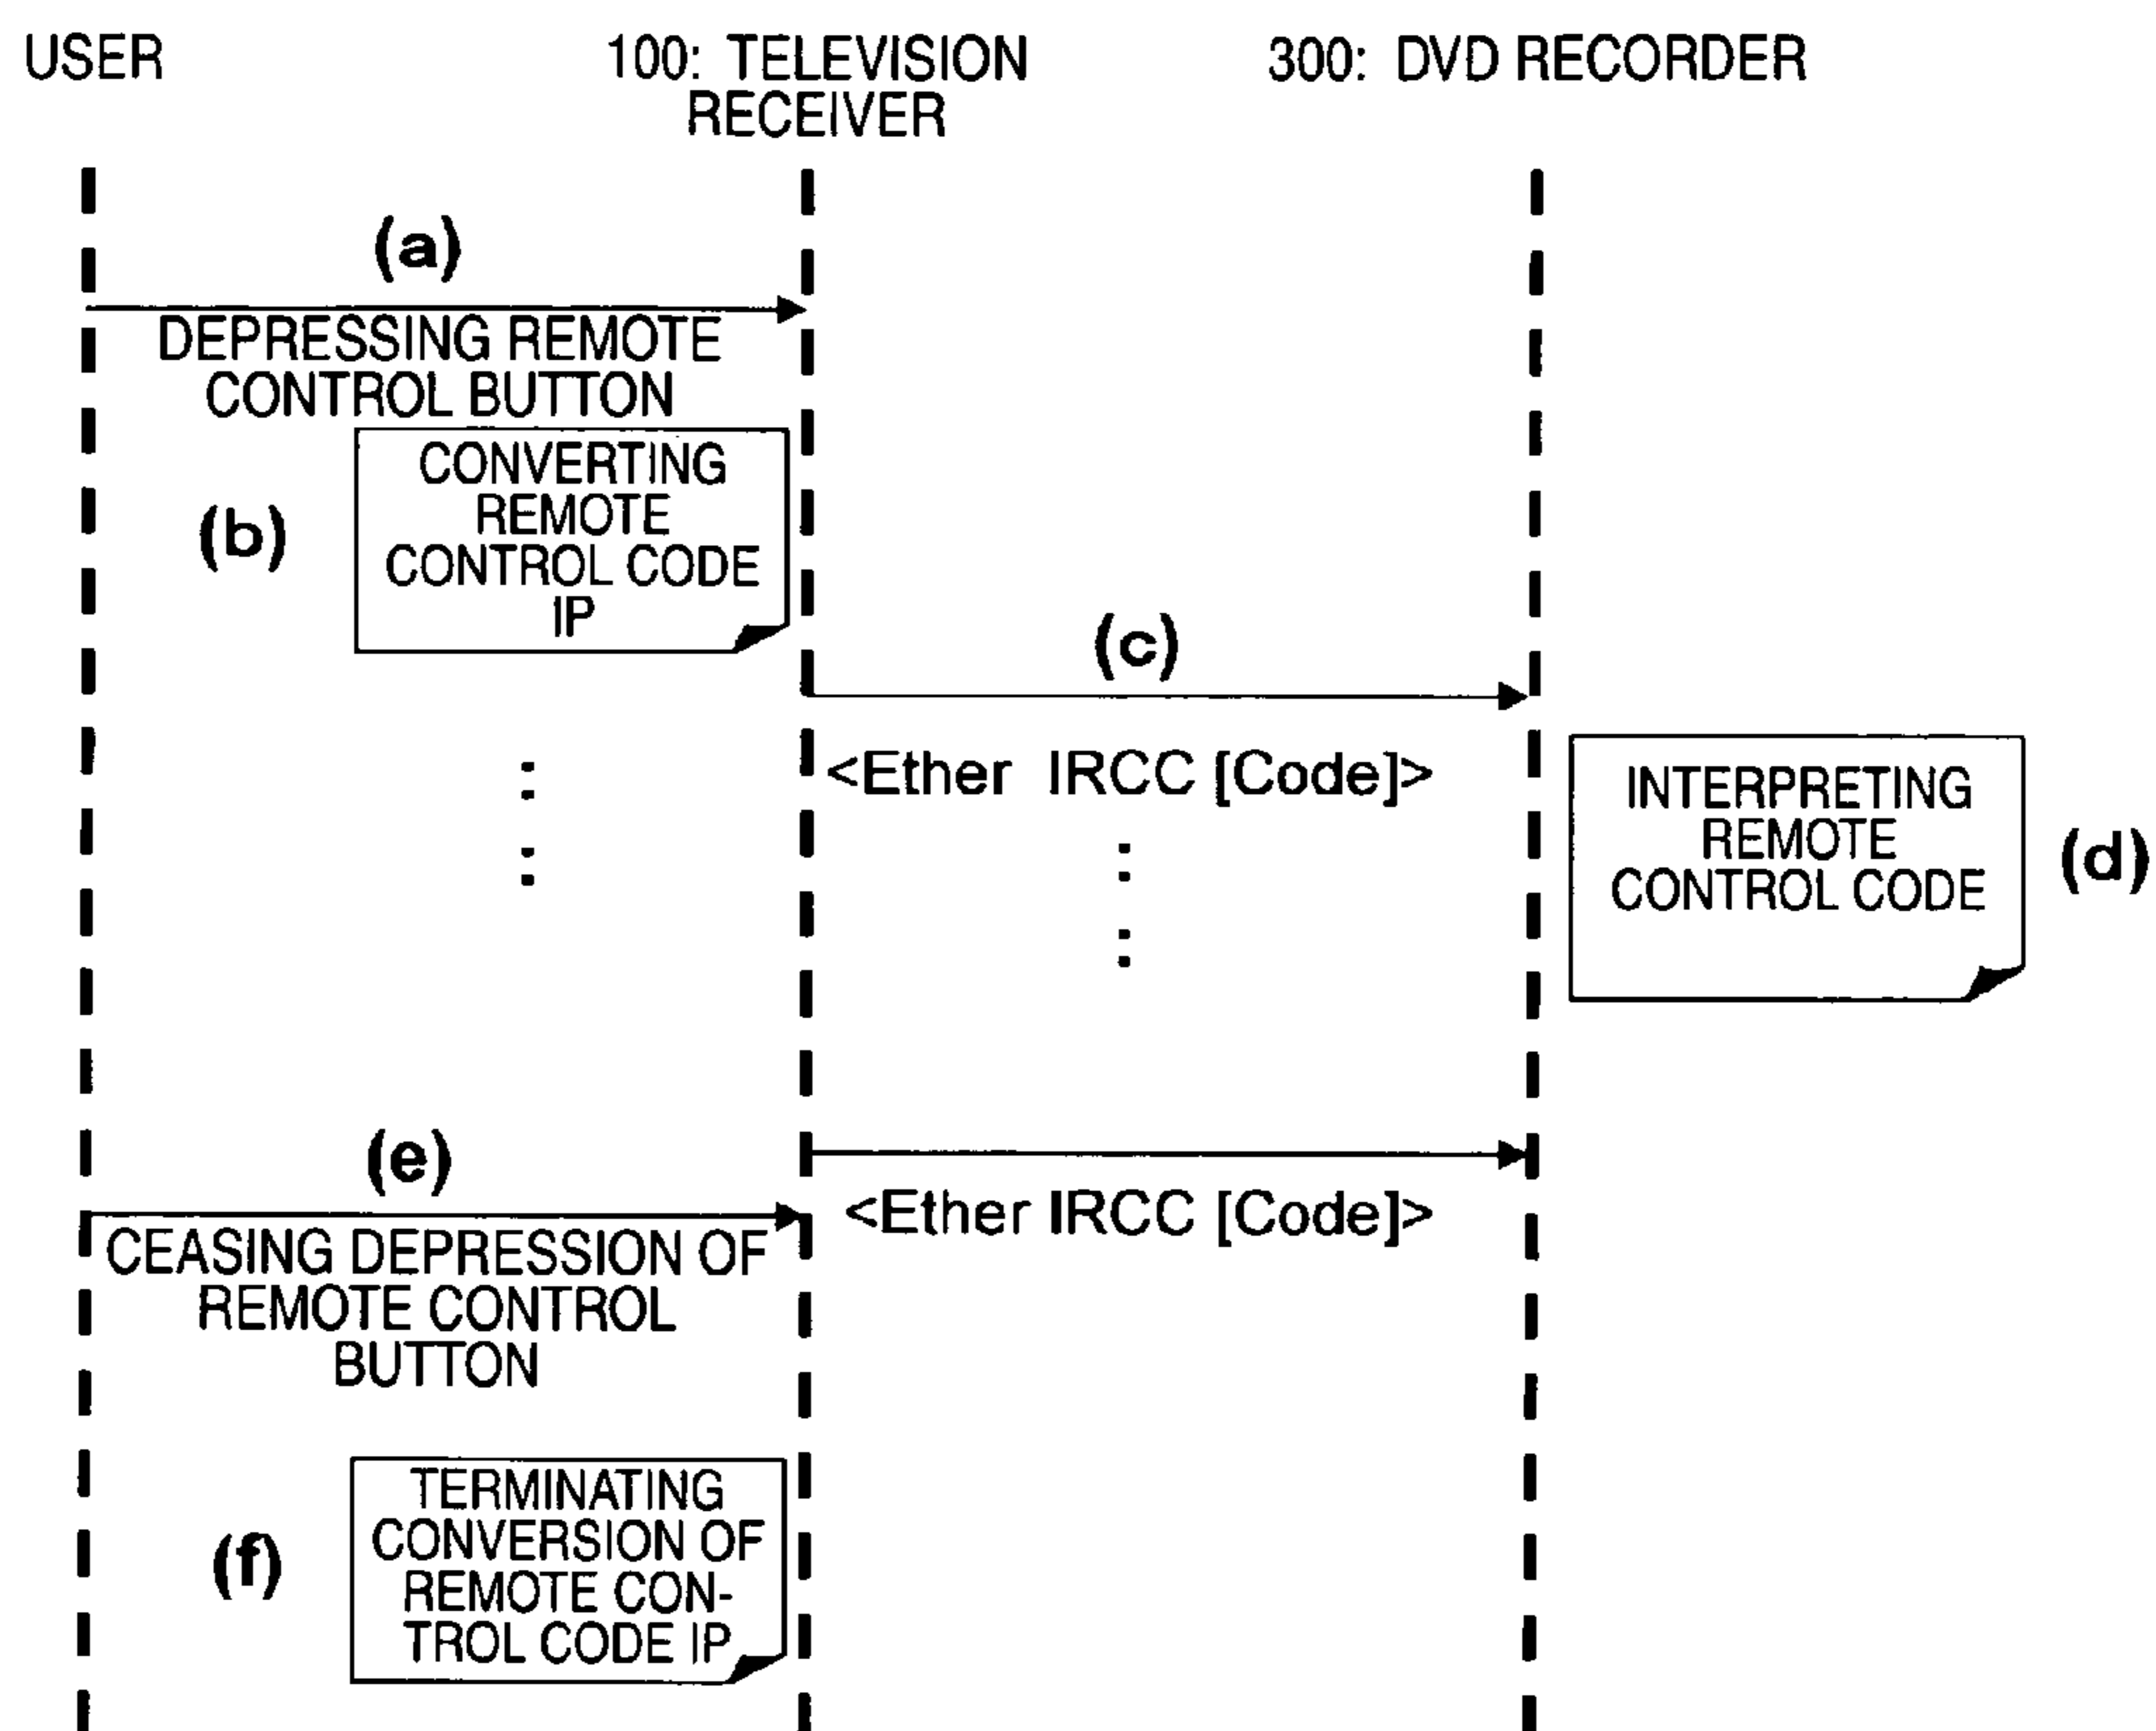 USER
100: TELEVISION
RECEIVER
300: DVD RECORDER
(a)
DEPRESSING REMOTE
CONTROL BUTTON
(b)
CONVERTING
REMOTE
CONTROL CODE
IP
(c)
<Ether IRCC [Code]>
INTERPRETING
REMOTE
CONTROL CODE
(d)
(e)
CEASING DEPRESSION OF
REMOTE CONTROL
BUTTON
<Ether IRCC [Code]>
(f)
TERMINATING
CONVERSION OF
REMOTE CON-
TROL CODE IP